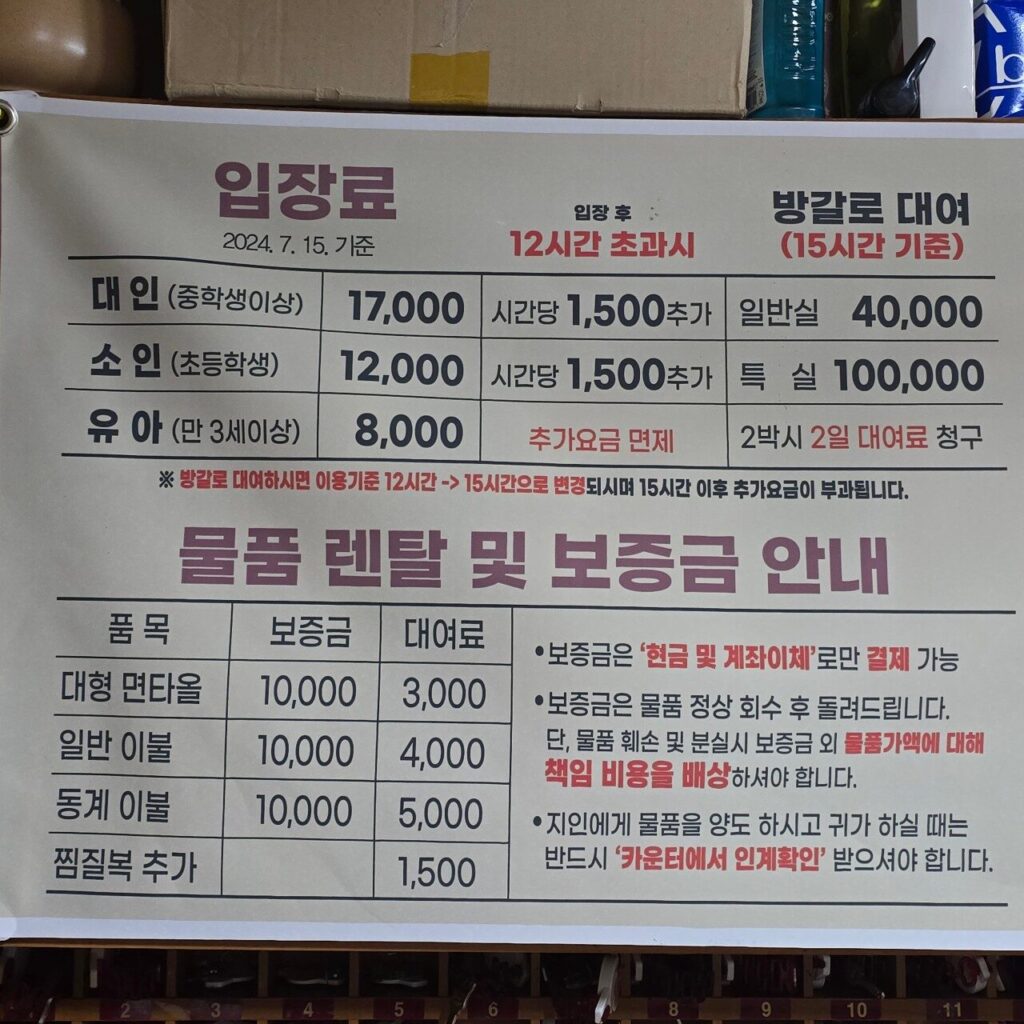 입장료
2024. 7. 15. 기준
입장 후
12시간 초과시
방갈로 대여
(15시간 기준)
대 인 (중학생이상) 17,000 시간당 1,500추가 일반실 40,000
소 인 (초등학생) 12,000 시간당 1,500추가 특 실 100,000
유 아 (만 3세이상) 8,000 추가요금 면제 2박시 2일 대여료 청구
※ 방갈로 대여하시면 이용기준 12시간 -> 15시간으로 변경되시며 15시간 이후 추가요금이 부과됩니다.
물품 렌탈 및 보증금 안내
품 목 보증금 대여료
대형 면타올 10,000 3,000
일반 이불 10,000 4,000
동계 이불 10,000 5,000
찜질복 추가 1,500
•보증금은 ‘현금 및 계좌이체’로만 결제 가능
•보증금은 물품 정상 회수 후 돌려드립니다.
단, 물품 훼손 및 분실시 보증금 외 물품가액에 대해
책임 비용을 배상하셔야 합니다.
•지인에게 물품을 양도 하시고 귀가 하실 때는
반드시 ‘카운터에서 인계확인’ 받으셔야 합니다.
2 3 4 5 6 8 9 10 11